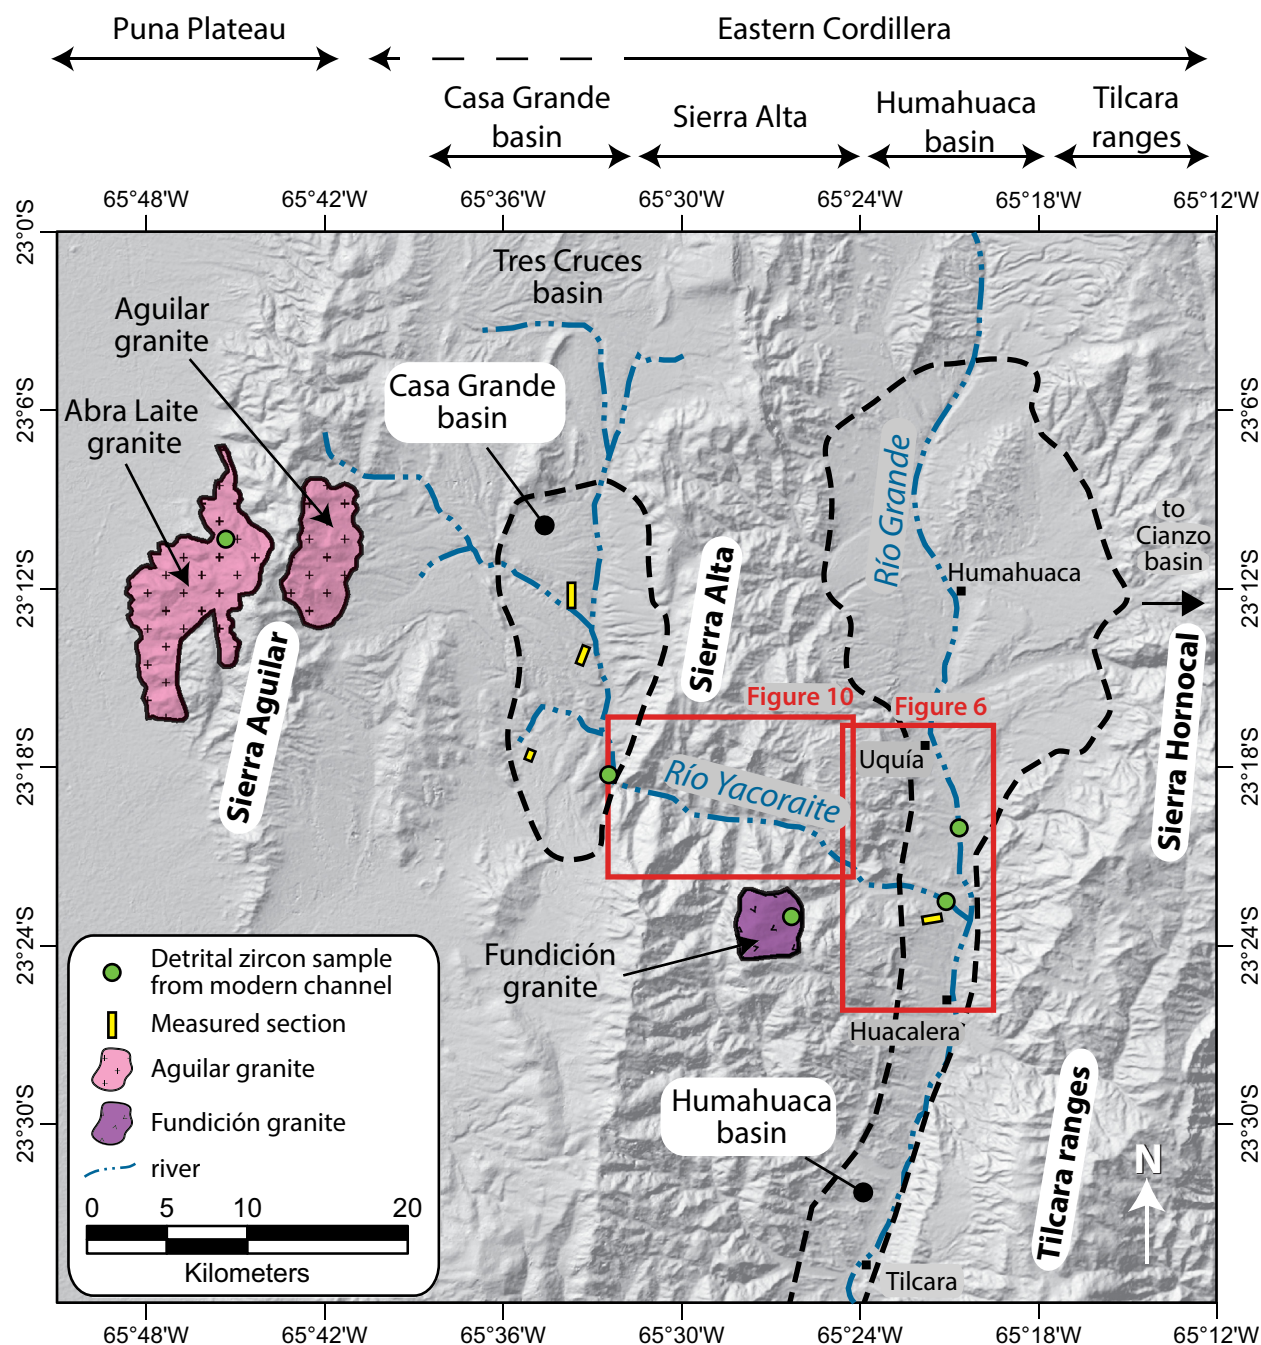 Puna Plateau
Eastern Cordillera
Casa Grande
basin
Sierra Alta
Humahuaca
basin
Tilcara
ranges
65°48'W
65°42'W
65°36'W
65°30'W
65°24'W
65°18'W
65°12'W
23°0'S
23°6'S
23°12'S
23°18'S
23°24'S
23°30'S
23°6'S
23°12'S
23°18'S
23°24'S
23°30'S
Tres Cruces
basin
Aguilar
granite
Casa Grande
basin
Abra Laite
granite
Río Grande
to
Cianzo
basin
Humahuaca
Sierra Alta
Sierra Aguilar
Sierra Hornocal
Figure 10
Figure 6
Uquía
Río Yacoraite
Fundición
granite
Huacalera
Humahuaca
basin
Tilcara ranges
N
Tilcara
Detrital zircon sample
from modern channel
Measured section
Aguilar granite
Fundición granite
river
0 5 10 20
Kilometers
65°48'W
65°42'W
65°36'W
65°30'W
65°24'W
65°18'W
65°12'W